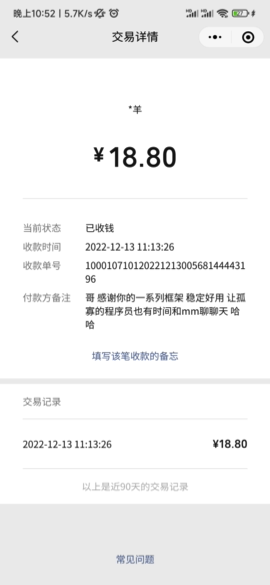 晚上10:52 | 5.7K/s
交易详情
*羊
¥18.80
当前状态 已收钱
收款时间 2022-12-13 11:13:26
收款单号 100010710120221213005681444431
96
付款方备注 哥 感谢你的一系列框架 稳定好用 让孤
寡的程序员也有时间和mm聊聊天 哈
哈
填写该笔收款的备忘
交易记录
2022-12-13 11:13:26 ¥18.80
以上是近90天的交易记录
常见问题